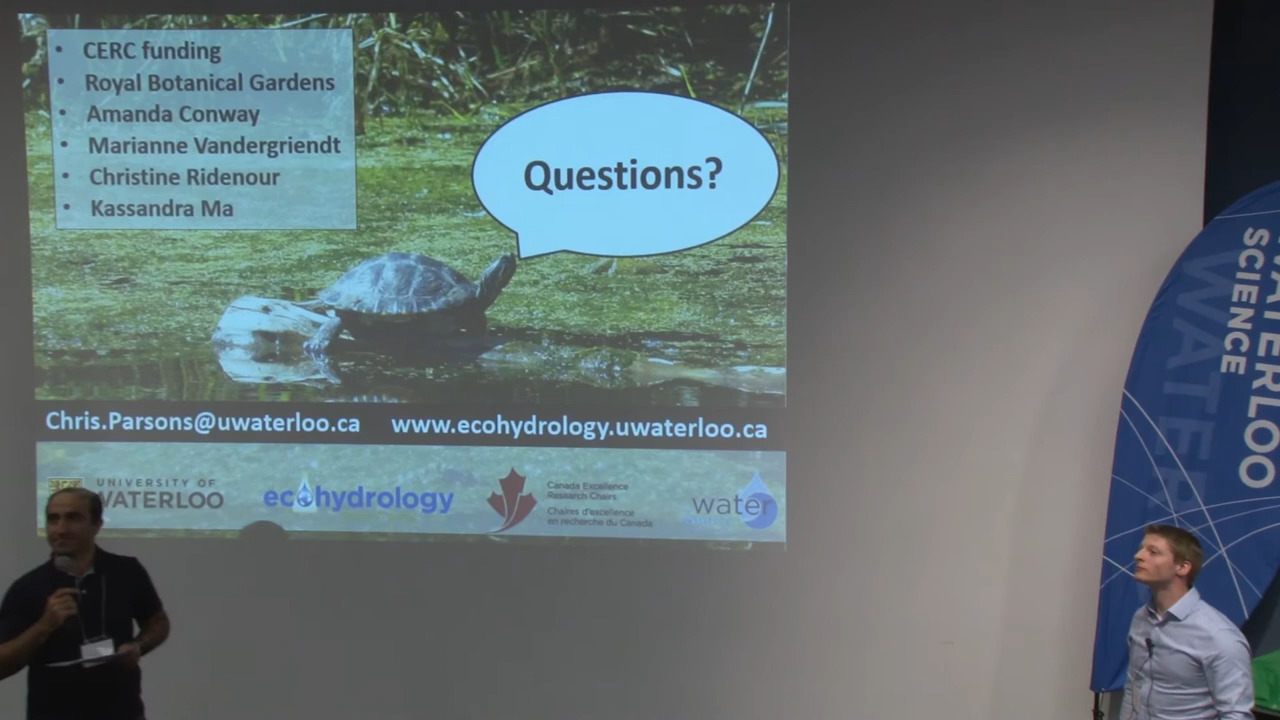 • CERC funding
• Royal Botanical Gardens
• Amanda Conway
• Marianne Vandergriendt
• Christine Ridenour
• Kassandra Ma
Questions?
Chris.Parsons@uwaterloo.ca www.ecohydrology.uwaterloo.ca
UNIVERSITY OF
WATERLOO
ecohydrology
Canada Excellence
Research Chairs
Chaires d'excellence
en recherche du Canada
water
WATERLOO
SCIENCE
WATER